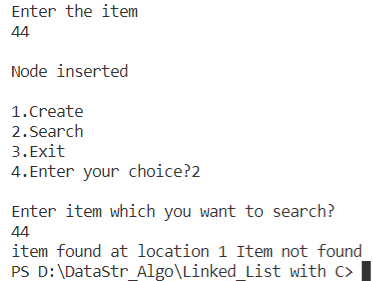 Enter the item
44
Node inserted
1.Create
2.Search
3.Exit
4.Enter your choice?2
Enter item which you want to search?
44
item found at location 1 Item not found
PS D:\DataStr_Algo\Linked_List with C>